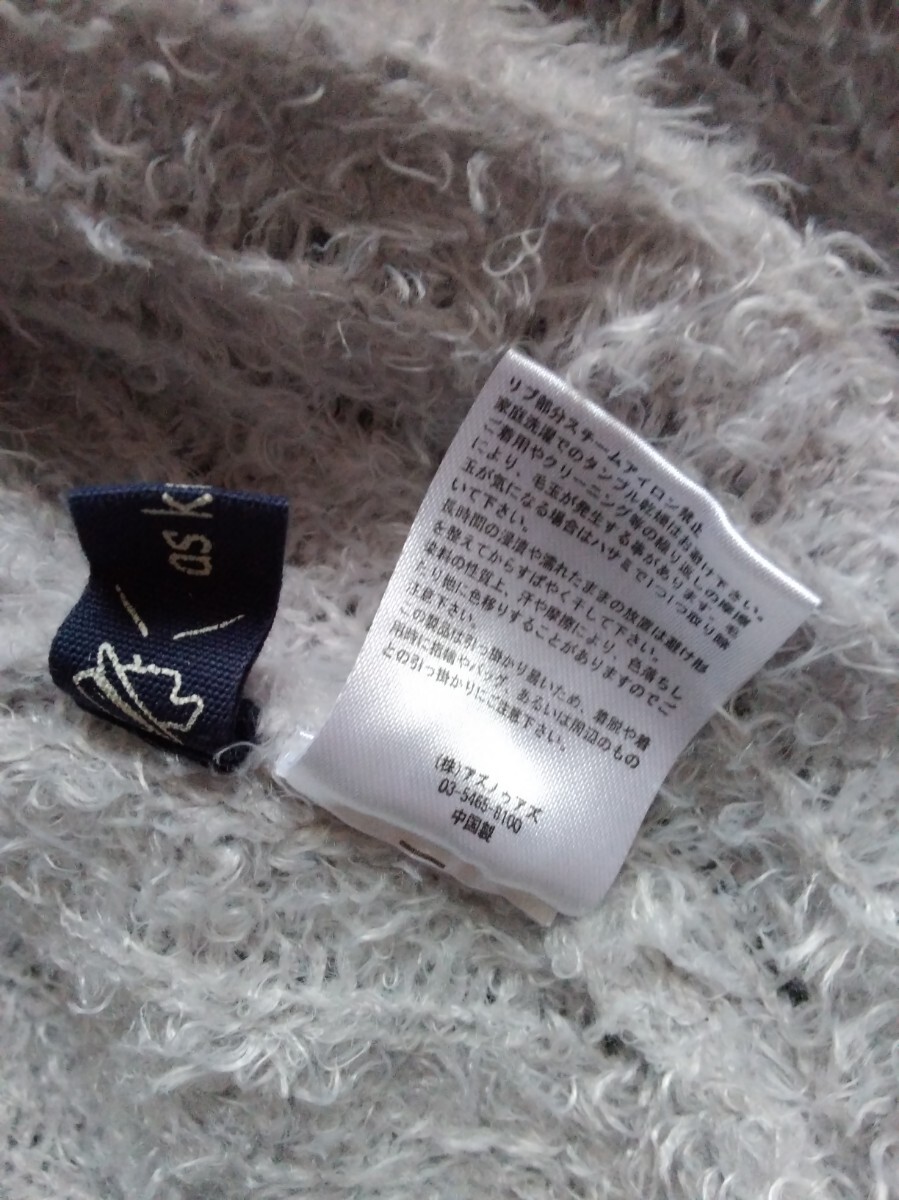 as k
リブ部分スチームアイロン禁止
家庭洗濯でのタンブル乾燥はお避け下さい。
ご着用やクリーニング等の繰り返しの摩擦
により、毛玉が発生する事があります。毛
玉が気になる場合はハサミで1つ1つ取り除
いて下さい。
長時間の浸漬や濡れたままの放置は避け形
を整えてからすばやく干して下さい。
染料の性質上、汗や摩擦により、色落ちし
たり他に色移りすることがありますのでご
注意下さい。
この製品は引っ掛かり易いため、着脱や着
用時に指輪やバッグ、あるいは周辺のもの
との引っ掛かりにご注意下さい。
(株)アズノゥアズ
03-5465-8100
中国製